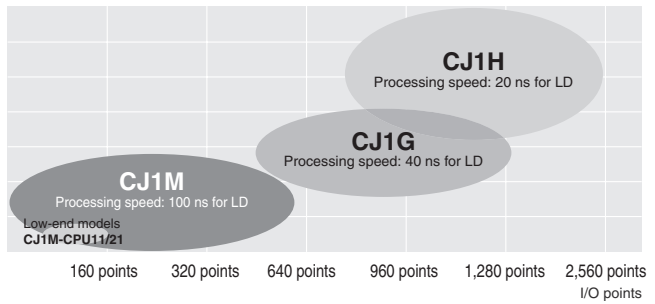 CJ1H
Processing speed: 20 ns for LD
CJ1G
Processing speed: 40 ns for LD
CJ1M
Processing speed: 100 ns for LD
Low-end models
CJ1M-CPU11/21
160 points 320 points 640 points 960 points 1,280 points 2,560 points
I/O points